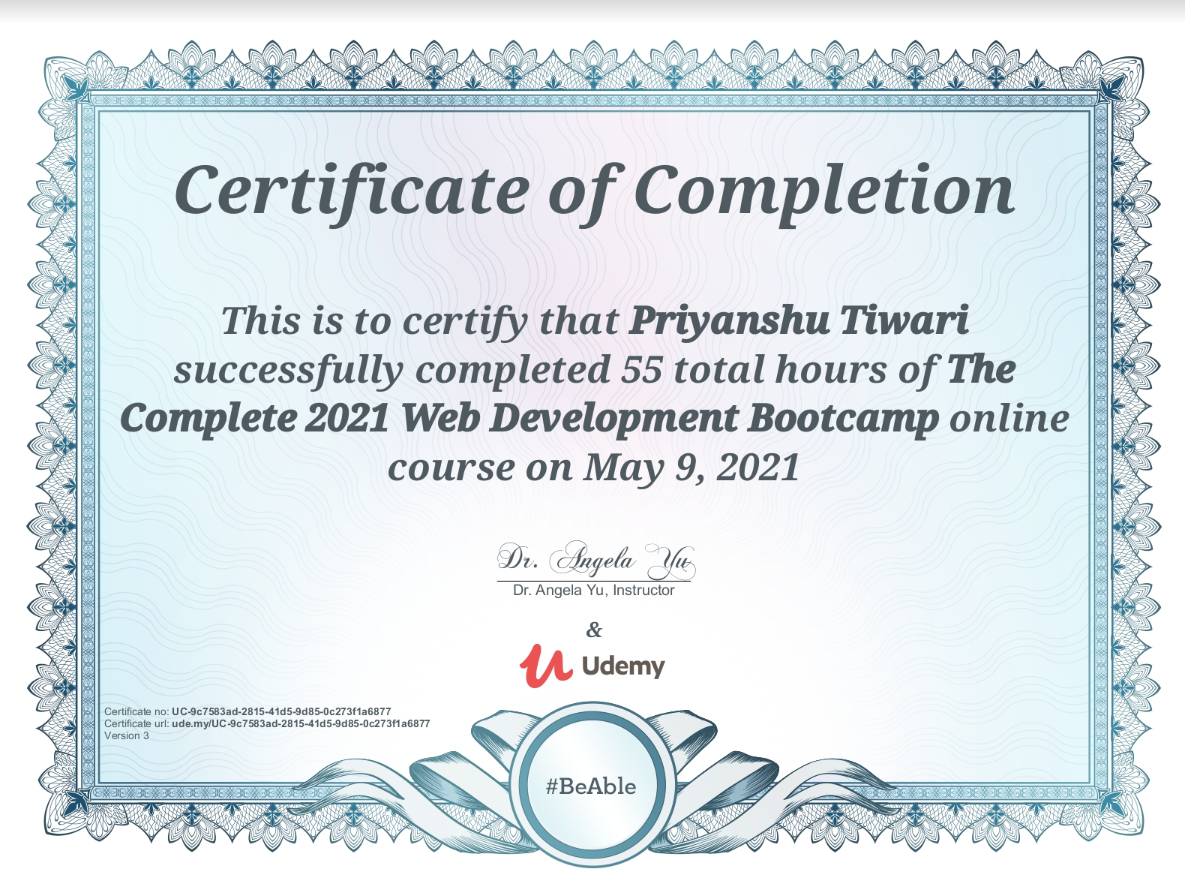 Certificate of Completion
This is to certify that Priyanshu Tiwari
successfully completed 55 total hours of The
Complete 2021 Web Development Bootcamp online
course on May 9, 2021
Dr. Angela Yu
Dr. Angela Yu, Instructor
&
Udemy
Certificate no: UC-9c7583ad-2815-41d5-9d85-0c273f1a6877
Certificate url: ude.my/UC-9c7583ad-2815-41d5-9d85-0c273f1a6877
Version 3
#BeAble